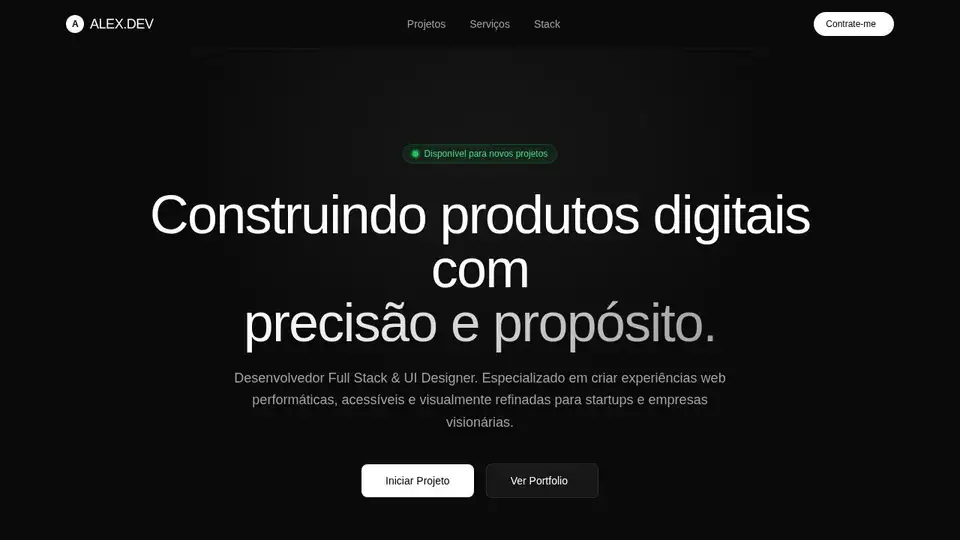 A ALEX.DEV
Projetos
Serviços
Stack
Contrate-me
Disponível para novos projetos
Construindo produtos digitais
com
precisão e propósito.
Desenvolvedor Full Stack & UI Designer. Especializado em criar experiências web
performáticas, acessíveis e visualmente refinadas para startups e empresas
visionárias.
Iniciar Projeto
Ver Portfolio